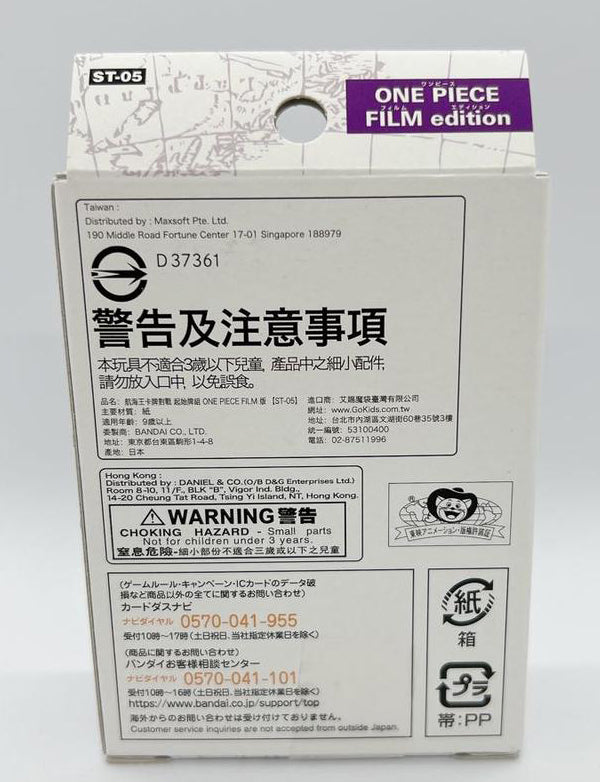 ST-05
ワンピース
ONE PIECE
フィルム エディション
FILM edition
Taiwan :
Distributed by : Maxsoft Pte. Ltd.
190 Middle Road Fortune Center 17-01 Singapore 188979
D37361
警告及注意事項
本玩具不適合3歲以下兒童, 產品中之細小配件,
請勿放入口中, 以免誤食。
品名: 航海王卡牌對戰 起始牌組 ONE PIECE FILM 版 【ST-05】
主要材質: 紙
適用年齡: 9歲以上
委製商: BANDAI CO., LTD.
地址: 東京都台東區駒形1-4-8
產地: 日本
進口商: 艾錫魔袋臺灣有限公司
網址: www.GoKids.com.tw
地址: 台北市內湖區文湖街60巷35號3樓
統一編號: 53100400
電話: 02-87511996
Hong Kong :
Distributed by : DANIEL & CO.(O/B D&G Enterprises Ltd.)
Room 8-10, 11/F., BLK "B", Vigor Ind. Bldg.,
14-20 Cheung Tat Road, Tsing Yi Island, NT, Hong Kong.
WARNING 警告
CHOKING HAZARD - Small parts
Not for children under 3 years.
窒息危險-細小部份不適合三歲或以下之兒童
®
東映アニメーション・版権許諾証
(ゲームルール・キャンペーン・ICカードのデータ破
損など商品以外の全てに関するお問い合わせ)
カードダスナビ
ナビダイヤル 0570-041-955
受付10時〜17時(土日祝日、当社指定休業日を除く)
(商品に関するお問い合わせ)
バンダイお客様相談センター
ナビダイヤル 0570-041-101
受付10時〜16時(土日祝日、当社指定休業日を除く)
https://www.bandai.co.jp/support/top
海外からのお問い合わせは受け付けておりません。
Customer service inquiries are not accepted from outside Japan.
紙
箱
プラ
帯:PP